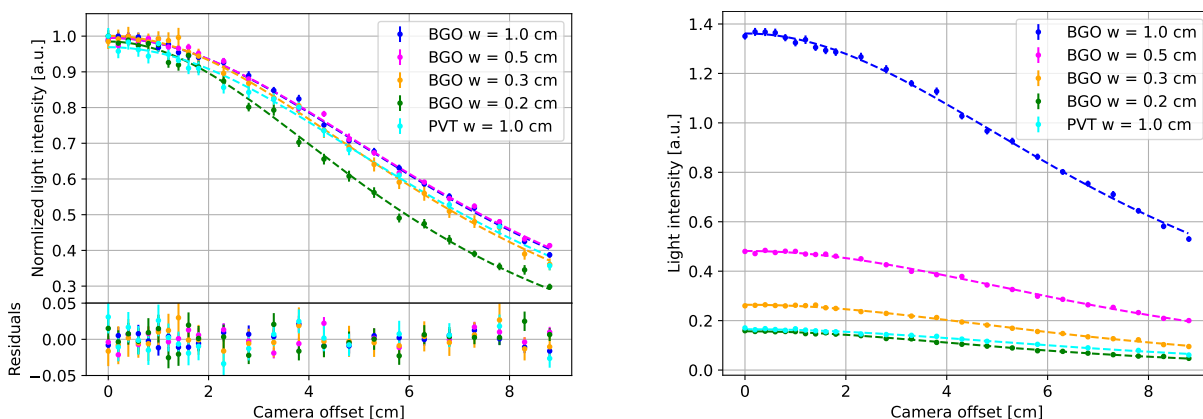 Normalized light intensity [a.u.]
1.0
0.9
0.8
0.7
0.6
0.5
0.4
0.3
BGO w = 1.0 cm
BGO w = 0.5 cm
BGO w = 0.3 cm
BGO w = 0.2 cm
PVT w = 1.0 cm
Residuals
0.05
0.00
−0.05
0
2
4
6
8
Camera offset [cm]
Light intensity [a.u.]
1.4
1.2
1.0
0.8
0.6
0.4
0.2
0.0
BGO w = 1.0 cm
BGO w = 0.5 cm
BGO w = 0.3 cm
BGO w = 0.2 cm
PVT w = 1.0 cm
0
2
4
6
8
Camera offset [cm]